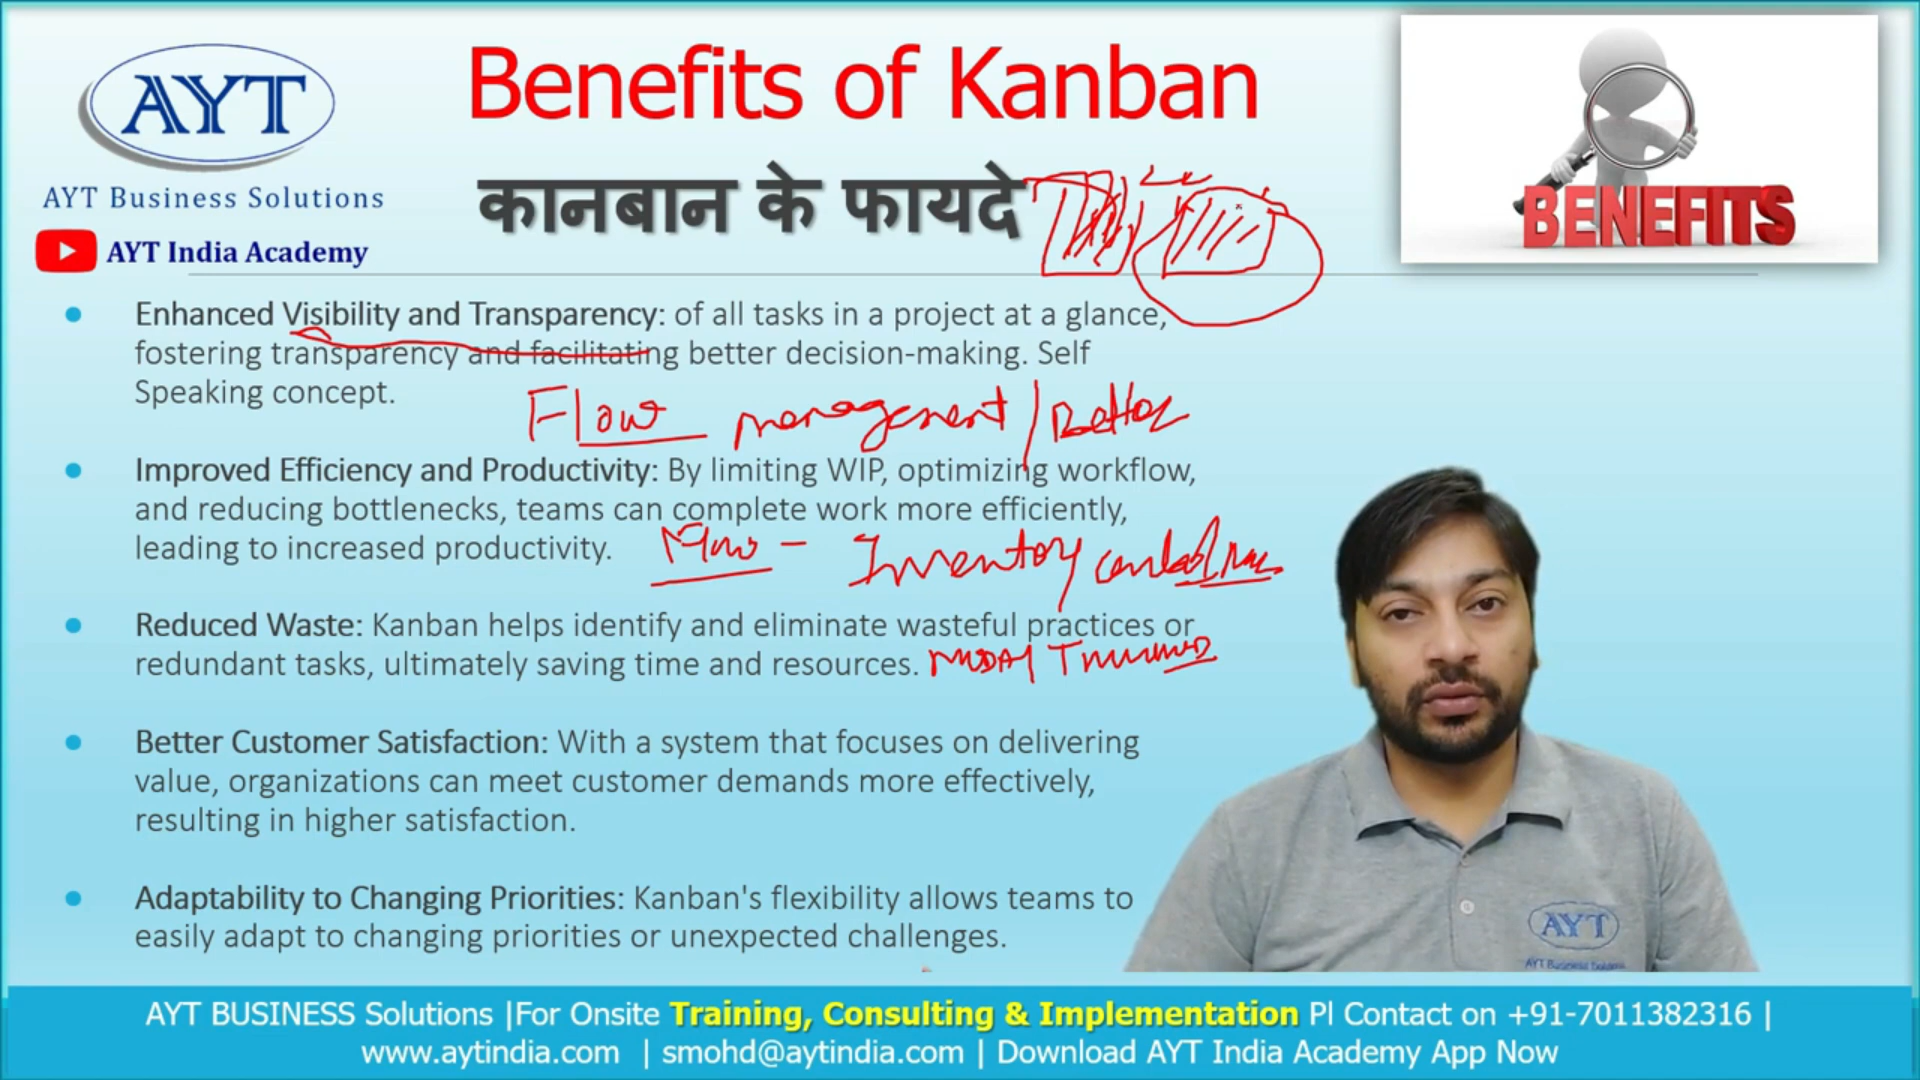 AYT
AYT Business Solutions
AYT India Academy
Benefits of Kanban
कानबान के फायदे
BENEFITS
Enhanced Visibility and Transparency: of all tasks in a project at a glance,
fostering transparency and facilitating better decision-making. Self
Speaking concept.
Flow management / Better
Improved Efficiency and Productivity: By limiting WIP, optimizing workflow,
and reducing bottlenecks, teams can complete work more efficiently,
leading to increased productivity.
Inventory
Reduced Waste: Kanban helps identify and eliminate wasteful practices or
redundant tasks, ultimately saving time and resources.
Better Customer Satisfaction: With a system that focuses on delivering
value, organizations can meet customer demands more effectively,
resulting in higher satisfaction.
Adaptability to Changing Priorities: Kanban's flexibility allows teams to
easily adapt to changing priorities or unexpected challenges.
AYT
AYT Business Solutions
AYT BUSINESS Solutions |For Onsite Training, Consulting & Implementation Pl Contact on +91-7011382316 |
www.aytindia.com | smohd@aytindia.com | Download AYT India Academy App Now